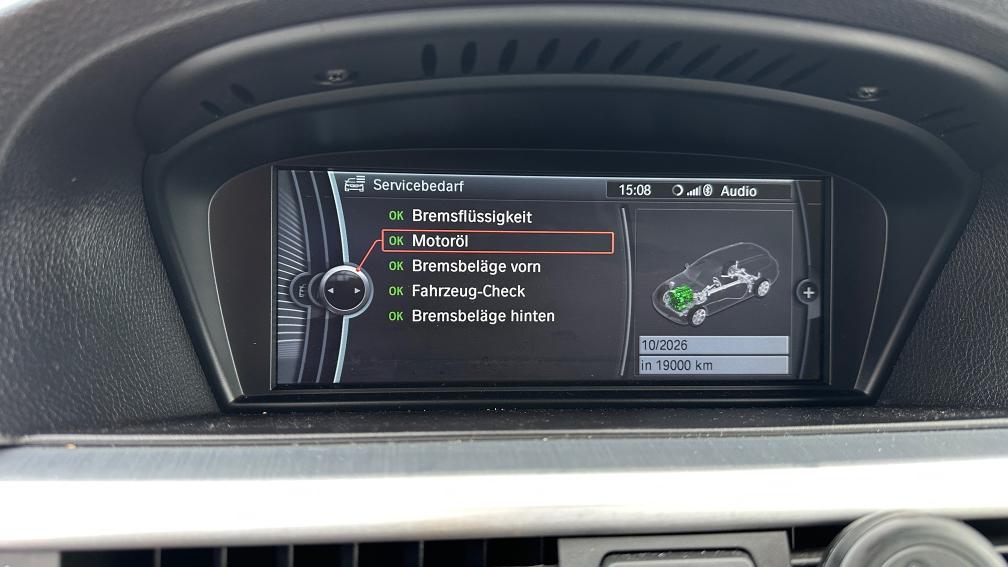 Servicebedarf
15:08 Audio
OK Bremsflüssigkeit
OK Motoröl
OK Bremsbeläge vorn
OK Fahrzeug-Check
OK Bremsbeläge hinten
10/2026
in 19000 km